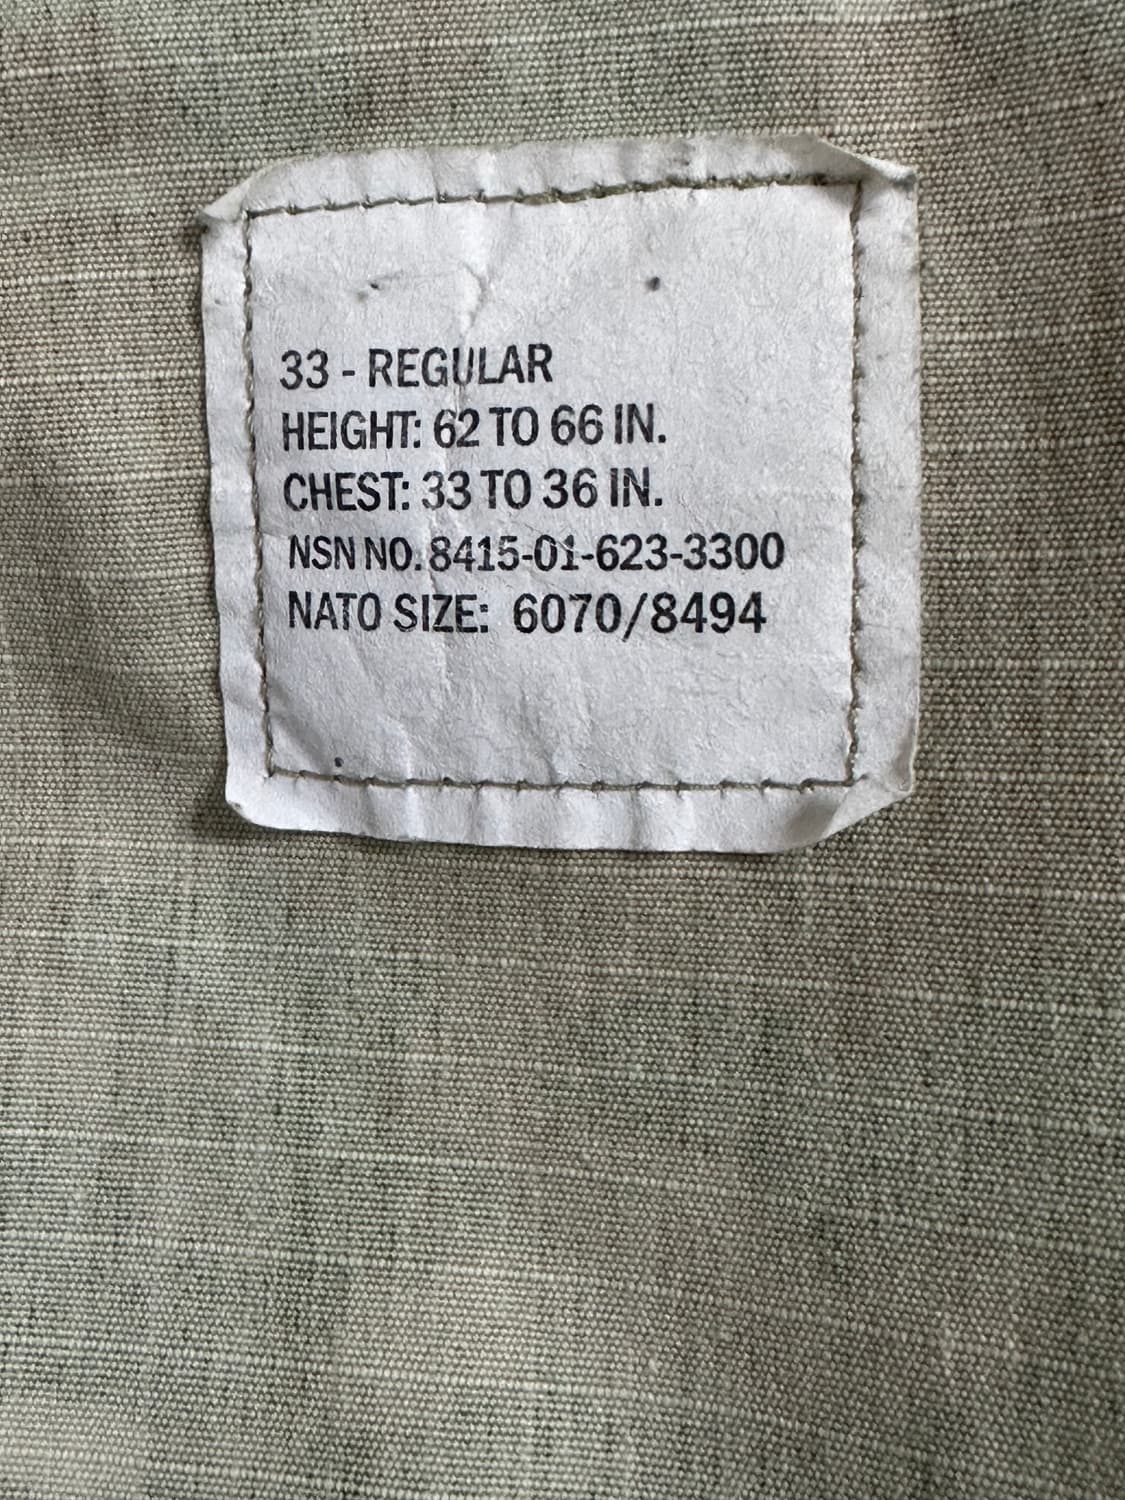 33 - REGULAR
HEIGHT: 62 TO 66 IN.
CHEST: 33 TO 36 IN.
NSN NO. 8415-01-623-3300
NATO SIZE: 6070/8494